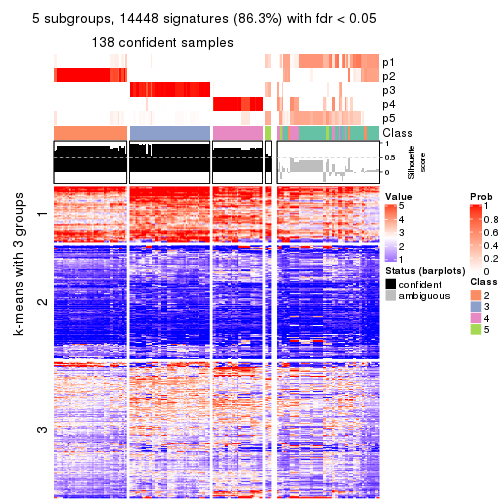 5 subgroups, 14448 signatures (86.3%) with fdr < 0.05
138 confident samples
p1
p2
p3
p4
p5
Class
1
0.5
0
Silhouette
score
k-means with 3 groups
1
2
3
Value
5
4
3
2
1
Status (barplots)
confident
ambiguous
Prob
1
0.8
0.6
0.4
0.2
0
Class
2
3
4
5